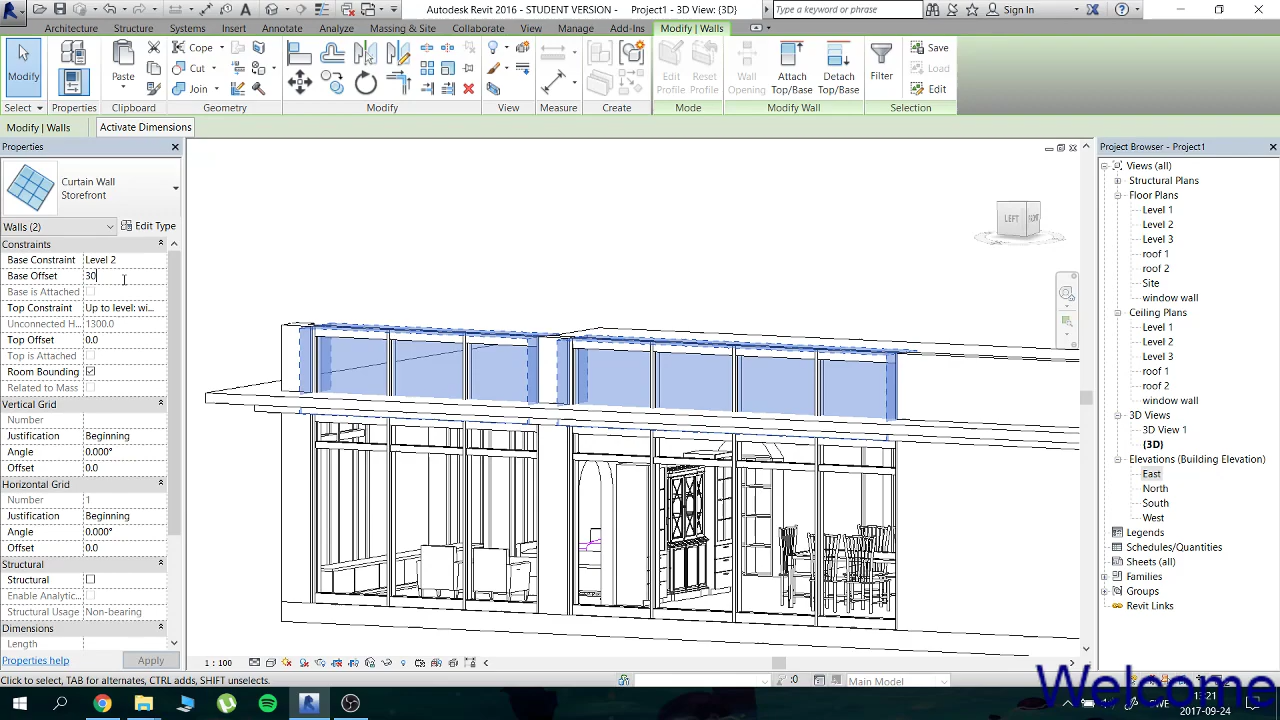 Autodesk Revit 2016 - STUDENT VERSION - Project1 - 3D View: {3D}
Type a keyword or phrase
Sign In
Architecture Structure Systems Insert Annotate Analyze Massing & Site Collaborate View Manage Add-Ins Modify | Walls
Modify
Paste
Cope
Cut
Join
Edit Profile
Reset Profile
Wall Opening
Attach Top/Base
Detach Top/Base
Filter
Save
Load
Edit
Select Properties Clipboard Geometry Modify View Measure Create Mode Modify Wall Selection
Modify | Walls Activate Dimensions
Properties
Curtain Wall
Storefront
Walls (2) Edit Type
Constraints
Base Constraint Level 2
Base Offset 30
Base is Attached
Top Constraint Up to level: wi...
Unconnected H... 1300.0
Top Offset 0.0
Top is Attached
Room Bounding
Related to Mass
Vertical Grid
Number
Justification Beginning
Angle 0.000°
Offset 0.0
Horizontal Grid
Number 1
Justification Beginning
Angle 0.000°
Offset 0.0
Structural
Structural
Enable Analytic...
Structural Usage Non-bearing
Dimensions
Length
Properties help Apply
LEFT
Project Browser - Project1
Views (all)
Structural Plans
Floor Plans
Level 1
Level 2
Level 3
roof 1
roof 2
Site
window wall
Ceiling Plans
Level 1
Level 2
Level 3
roof 1
roof 2
window wall
3D Views
3D View 1
{3D}
Elevations (Building Elevation)
East
North
South
West
Legends
Schedules/Quantities
Sheets (all)
Families
Groups
Revit Links
1 : 100
Click to select, TAB for alternates, CTRL adds, SHIFT unselects.
:0
Main Model
Welcome
SWE
13:21
2017-09-24